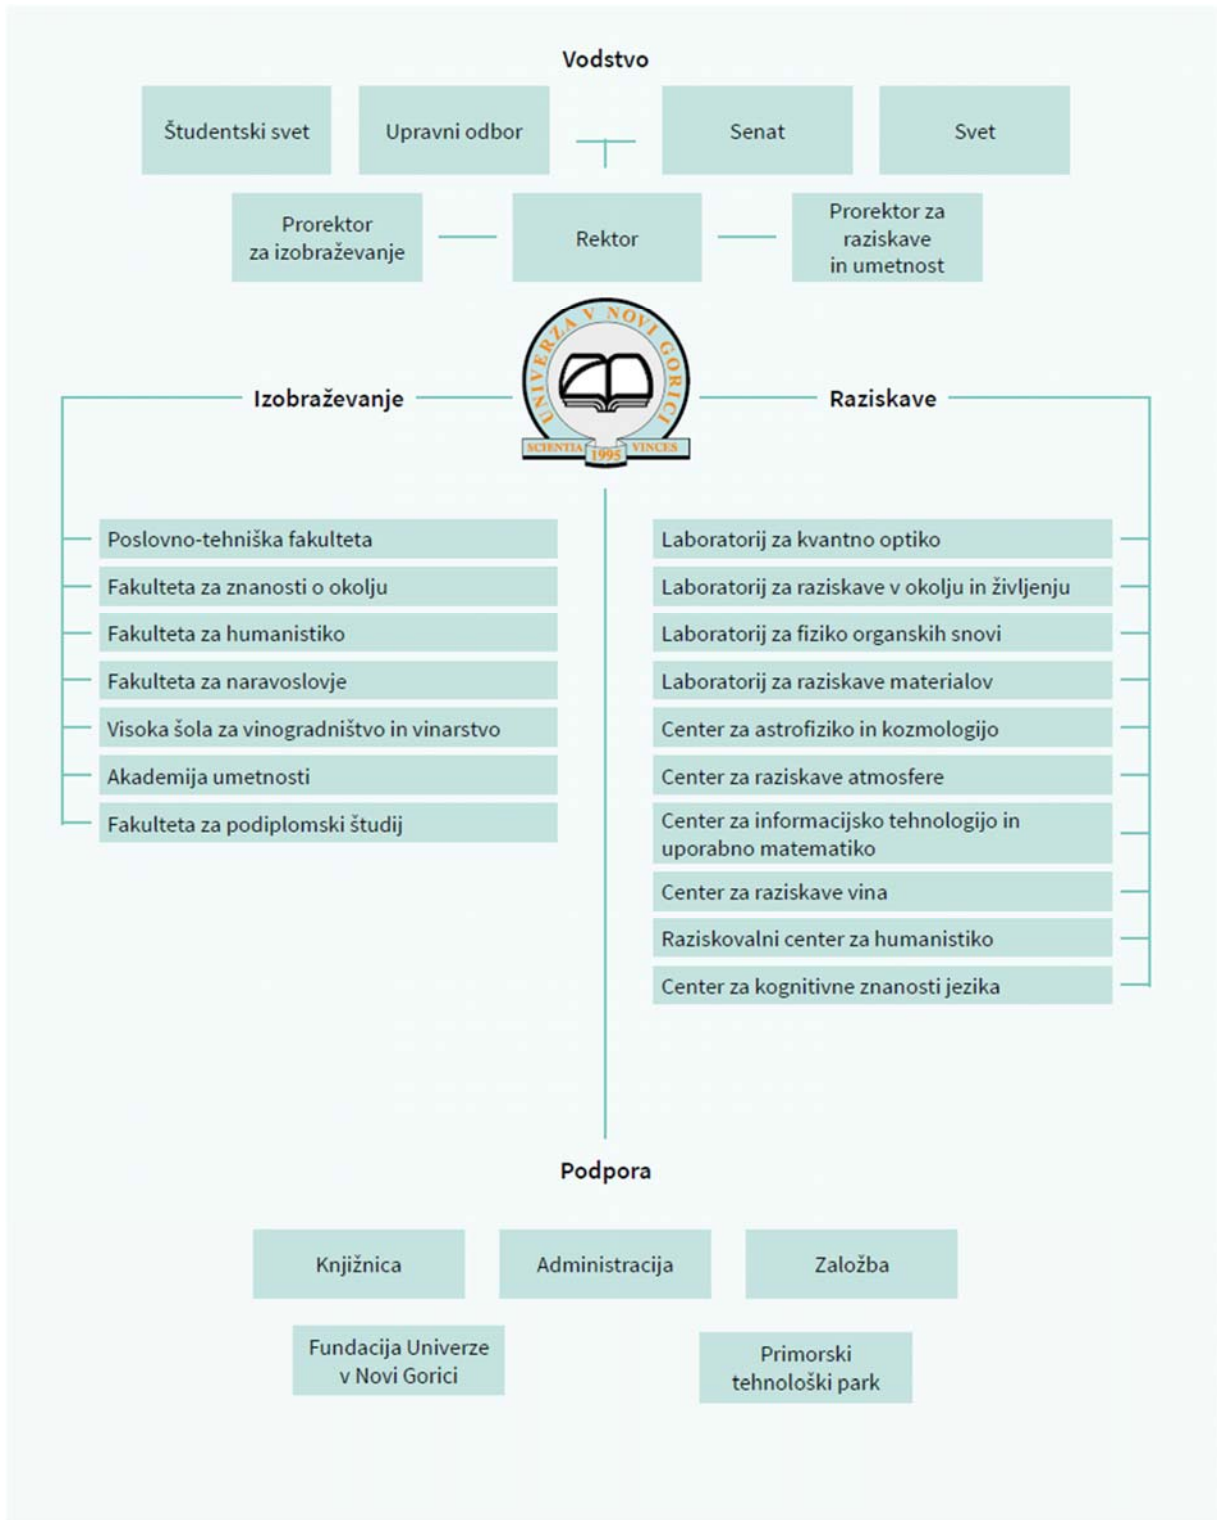 Vodstvo
Študentski svet
Upravni odbor
Senat
Svet
Prorektor
za izobraževanje
Rektor
Prorektor za
raziskave
in umetnost
UNIVERZA V NOVI GORICI
SCIENTIA
1995
VINCES
Izobraževanje
Raziskave
Poslovno-tehniška fakulteta
Fakulteta za znanosti o okolju
Fakulteta za humanistiko
Fakulteta za naravoslovje
Visoka šola za vinogradništvo in vinarstvo
Akademija umetnosti
Fakulteta za podiplomski študij
Laboratorij za kvantno optiko
Laboratorij za raziskave v okolju in življenju
Laboratorij za fiziko organskih snovi
Laboratorij za raziskave materialov
Center za astrofiziko in kozmologijo
Center za raziskave atmosfere
Center za informacijsko tehnologijo in
uporabno matematiko
Center za raziskave vina
Raziskovalni center za humanistiko
Center za kognitivne znanosti jezika
Podpora
Knjižnica
Administracija
Založba
Fundacija Univerze
v Novi Gorici
Primorski
tehnološki park